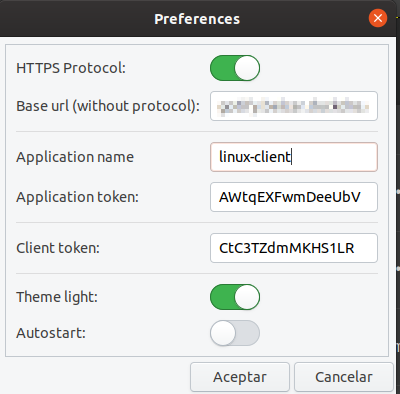 Preferences
HTTPS Protocol:
Base url (without protocol):
Application name linux-client
Application token: AWtqEXFwmDeeUbV
Client token: CtC3TZdmMKHS1LR
Theme light:
Autostart:
Aceptar Cancelar